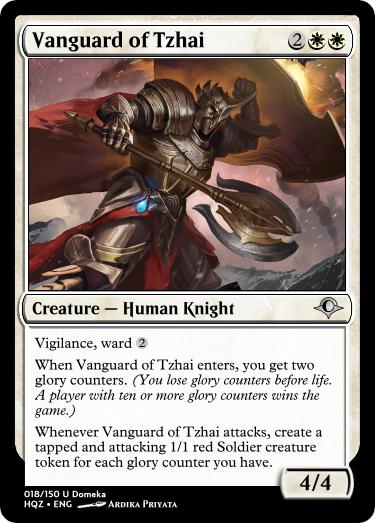 Vanguard of Tzhai 2
Creature — Human Knight
Vigilance, ward 2
When Vanguard of Tzhai enters, you get two
glory counters. (You lose glory counters before life.
A player with ten or more glory counters wins the
game.)
Whenever Vanguard of Tzhai attacks, create a
tapped and attacking 1/1 red Soldier creature
token for each glory counter you have.
4/4
018/150 U Domeka
HQZ • ENG Ardika Priyata